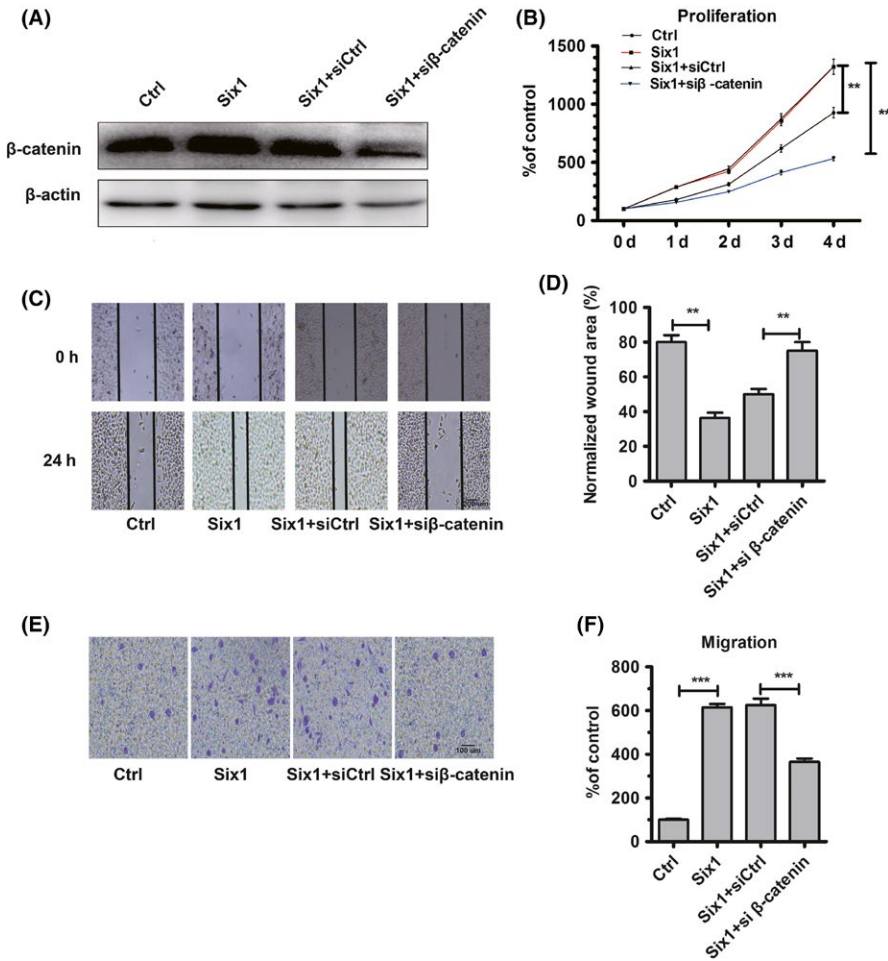 (A)
Ctrl
Six1
Six1+siCtrl
Six1+siβ-catenin
β-catenin
β-actin
(B)
Proliferation
Ctrl
Six1
Six1+siCtrl
Six1+siβ -catenin
%of control
1500
1000
500
0
0 d
1 d
2 d
3 d
4 d
**
**
(C)
0 h
24 h
Ctrl
Six1
Six1+siCtrl
Six1+siβ-catenin
(D)
Normalized wound area (%)
100
80
60
40
20
0
**
**
Ctrl
Six1
Six1+siCtrl
Six1+si β-catenin
(E)
100 um
Ctrl
Six1
Six1+siCtrl
Six1+siβ-catenin
(F)
Migration
%of control
800
600
400
200
0
***
***
Ctrl
Six1
Six1+siCtrl
Six1+si β-catenin